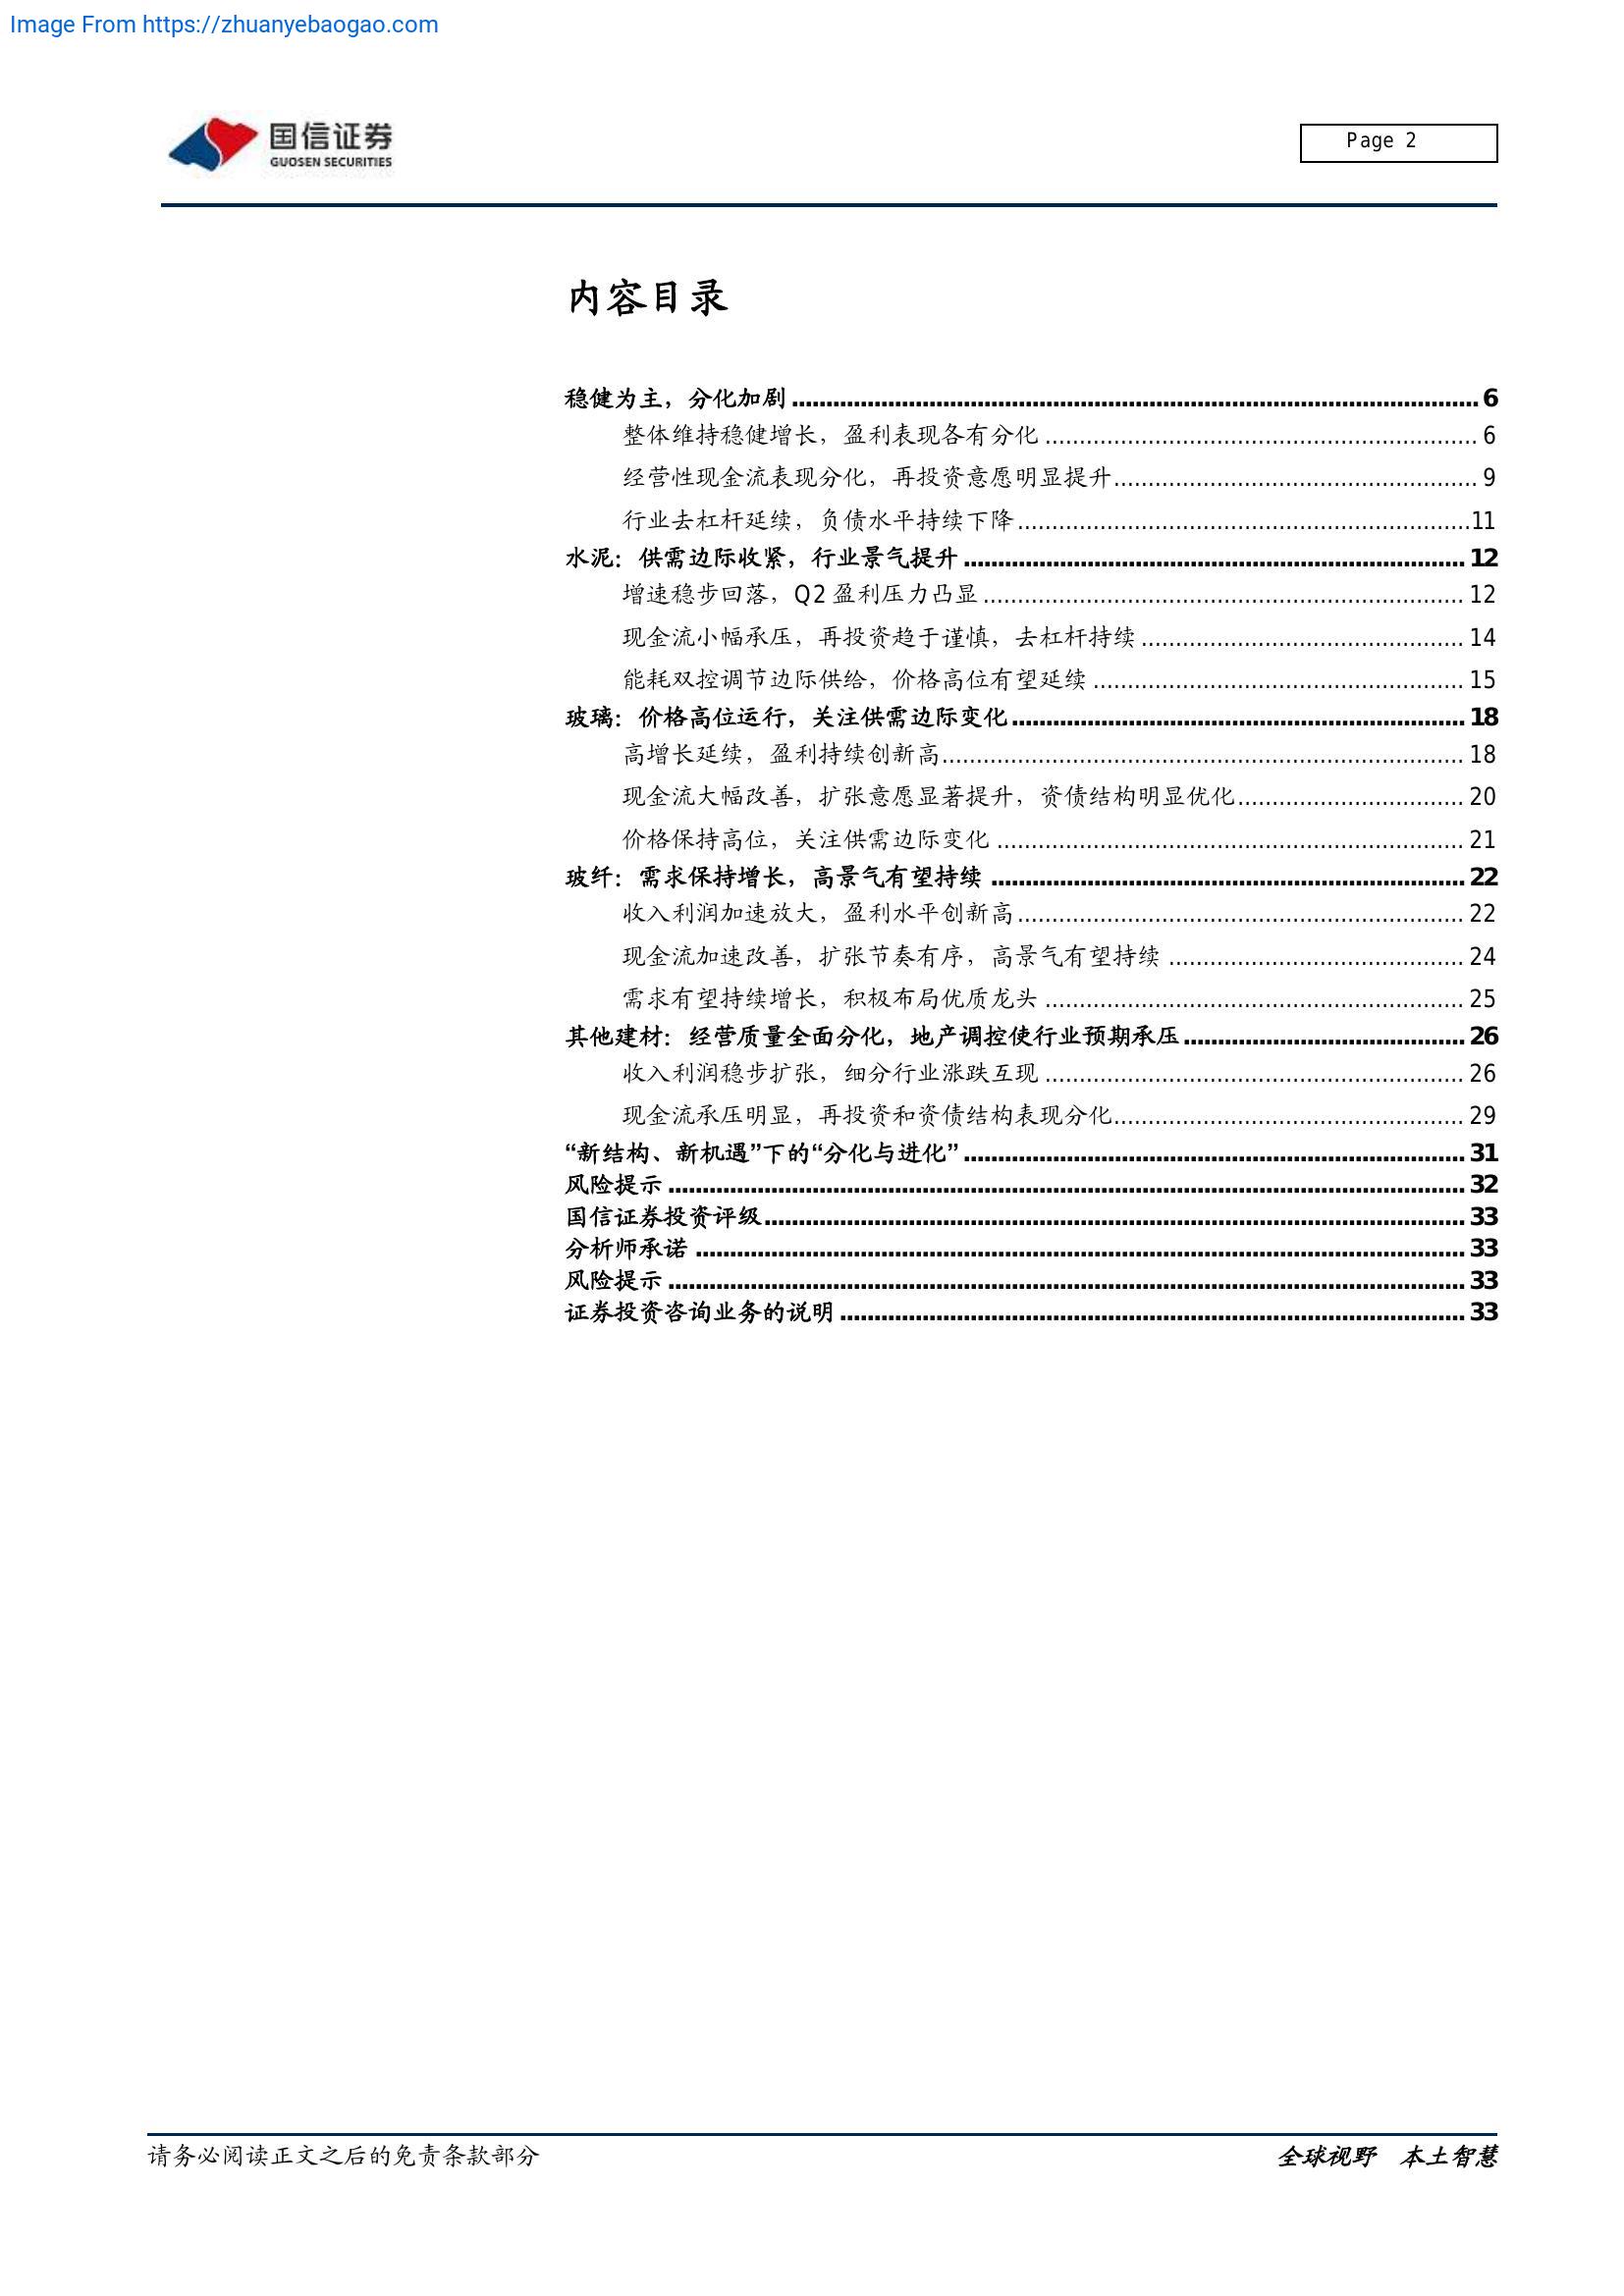 Image From https://zhuanyebaogao.com
国信证券
GUOSEN SECURITIES
Page 2
内容目录
稳健为主，分化加剧 6
整体维持稳健增长，盈利表现各有分化 6
经营性现金流表现分化，再投资意愿明显提升 9
行业去杠杆延续，负债水平持续下降 11
水泥：供需边际收紧，行业景气提升 12
增速稳步回落，Q2 盈利压力凸显 12
现金流小幅承压，再投资趋于谨慎，去杠杆持续 14
能耗双控调节边际供给，价格高位有望延续 15
玻璃：价格高位运行，关注供需边际变化 18
高增长延续，盈利持续创新高 18
现金流大幅改善，扩张意愿显著提升，资债结构明显优化 20
价格保持高位，关注供需边际变化 21
玻纤：需求保持增长，高景气有望持续 22
收入利润加速放大，盈利水平创新高 22
现金流加速改善，扩张节奏有序，高景气有望持续 24
需求有望持续增长，积极布局优质龙头 25
其他建材：经营质量全面分化，地产调控使行业预期承压 26
收入利润稳步扩张，细分行业涨跌互现 26
现金流承压明显，再投资和资债结构表现分化 29
“新结构、新机遇”下的“分化与进化” 31
风险提示 32
国信证券投资评级 33
分析师承诺 33
风险提示 33
证券投资咨询业务的说明 33
请务必阅读正文之后的免责条款部分
全球视野 本土智慧